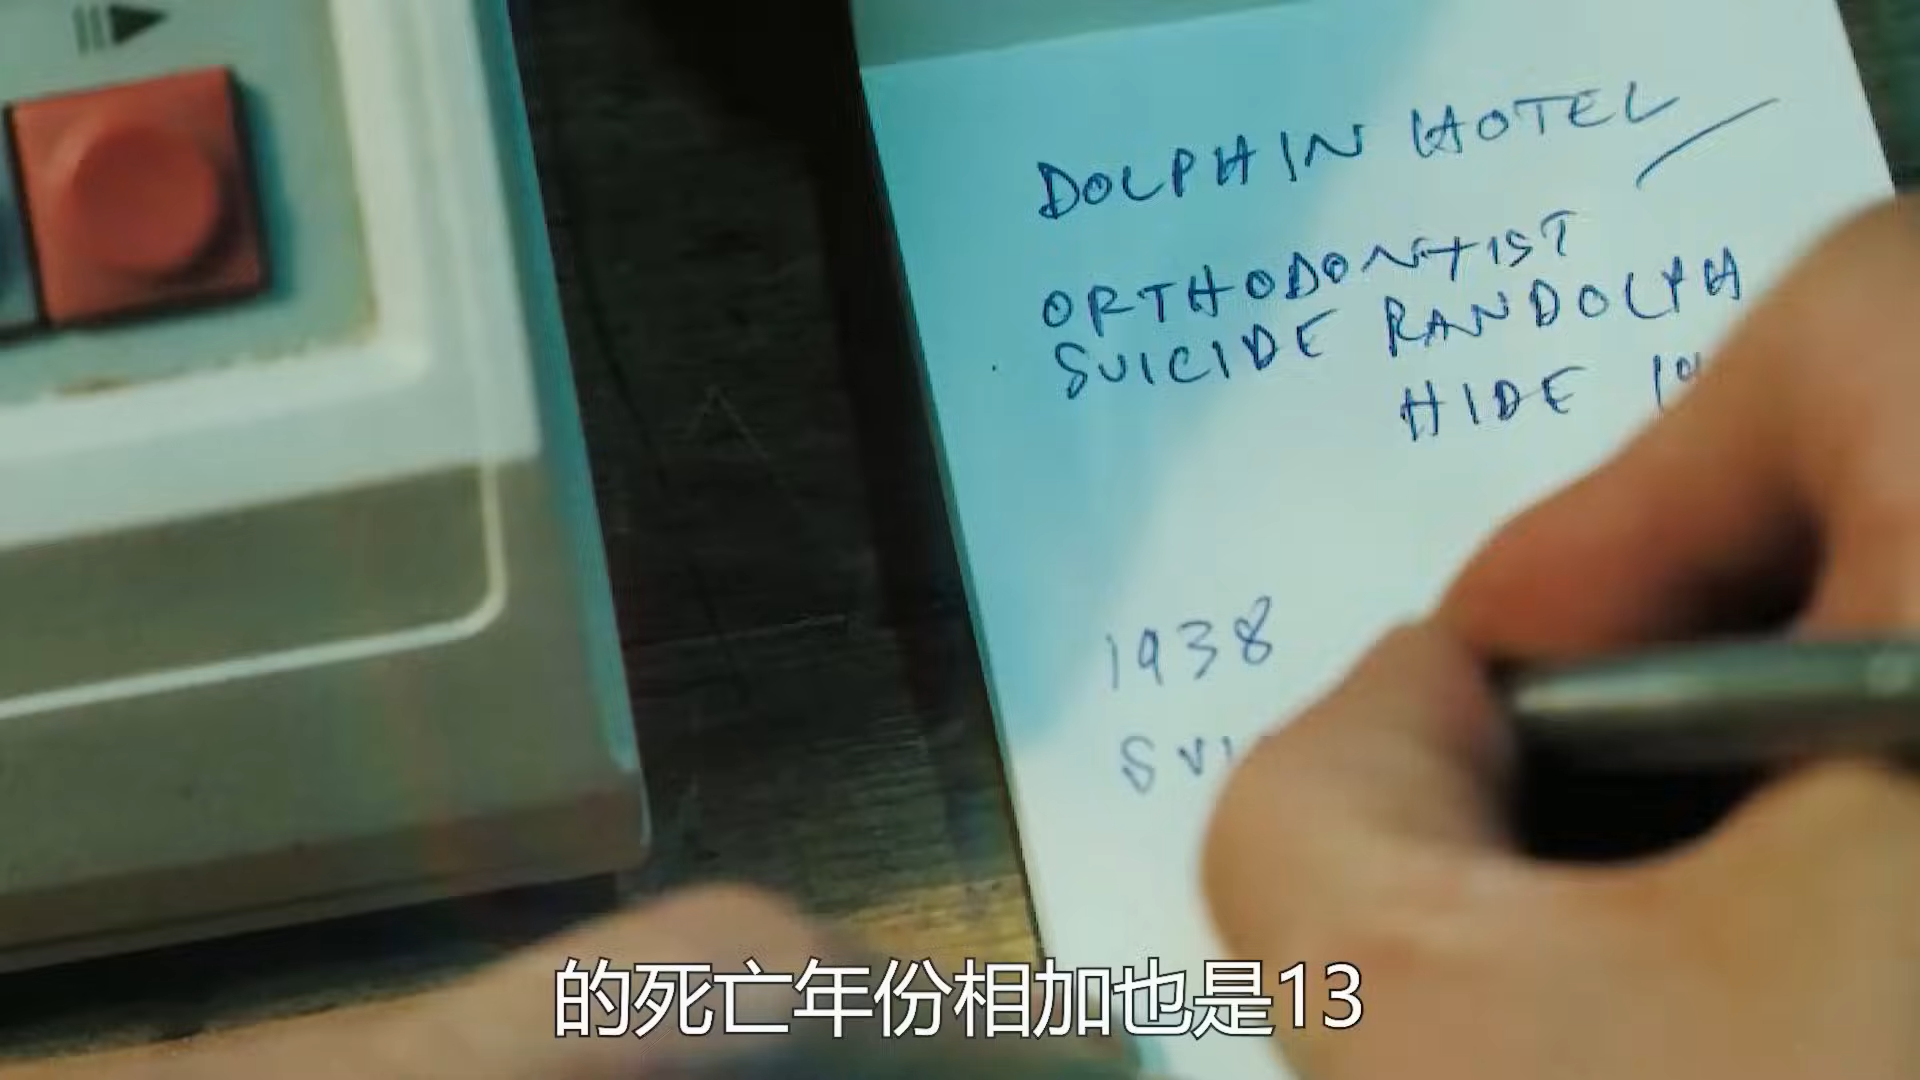 DOLPHIN HOTEL
ORTHODONTIST
SUICIDE RANDOLPH
HIDE
1938
的死亡年份相加也是13